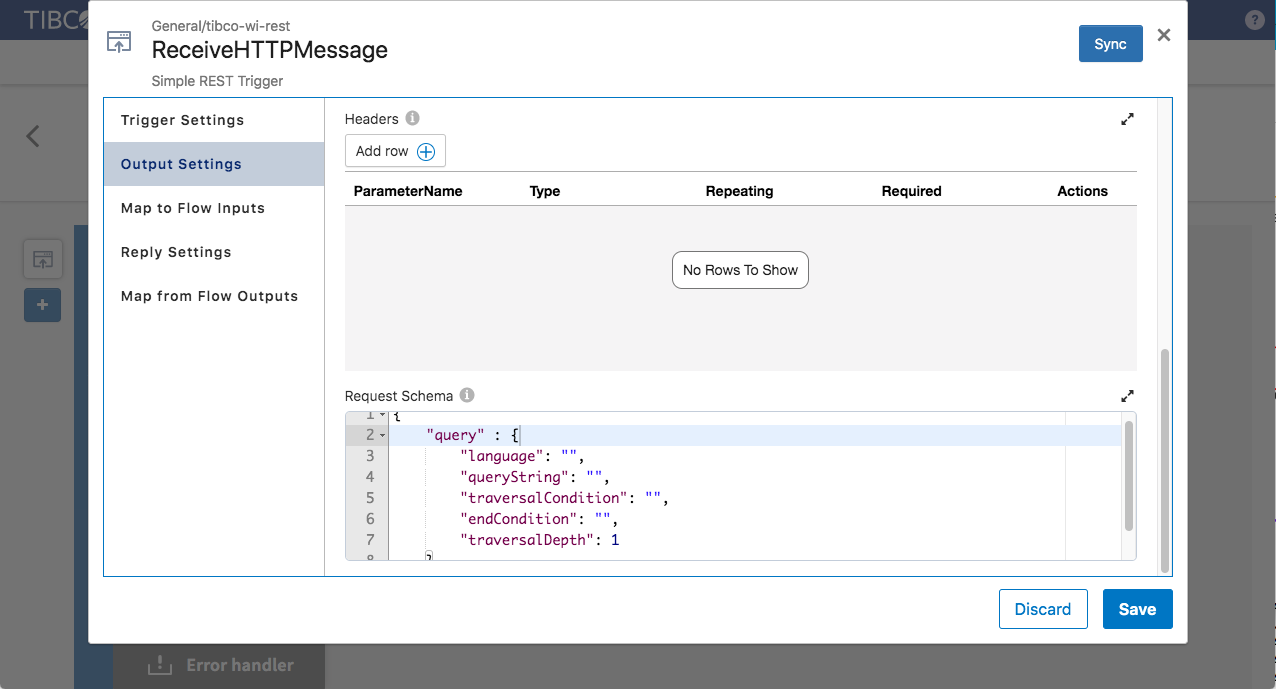 TIBC
General/tibco-wi-rest
ReceiveHTTPMessage
Simple REST Trigger
Sync
Trigger Settings
Output Settings
Map to Flow Inputs
Reply Settings
Map from Flow Outputs
Headers
Add row
ParameterName Type Repeating Required Actions
No Rows To Show
Request Schema
1 {
2 "query" : {
3 "language": "",
4 "queryString": "",
5 "traversalCondition": "",
6 "endCondition": "",
7 "traversalDepth": 1
8 }
Discard
Save
Error handler